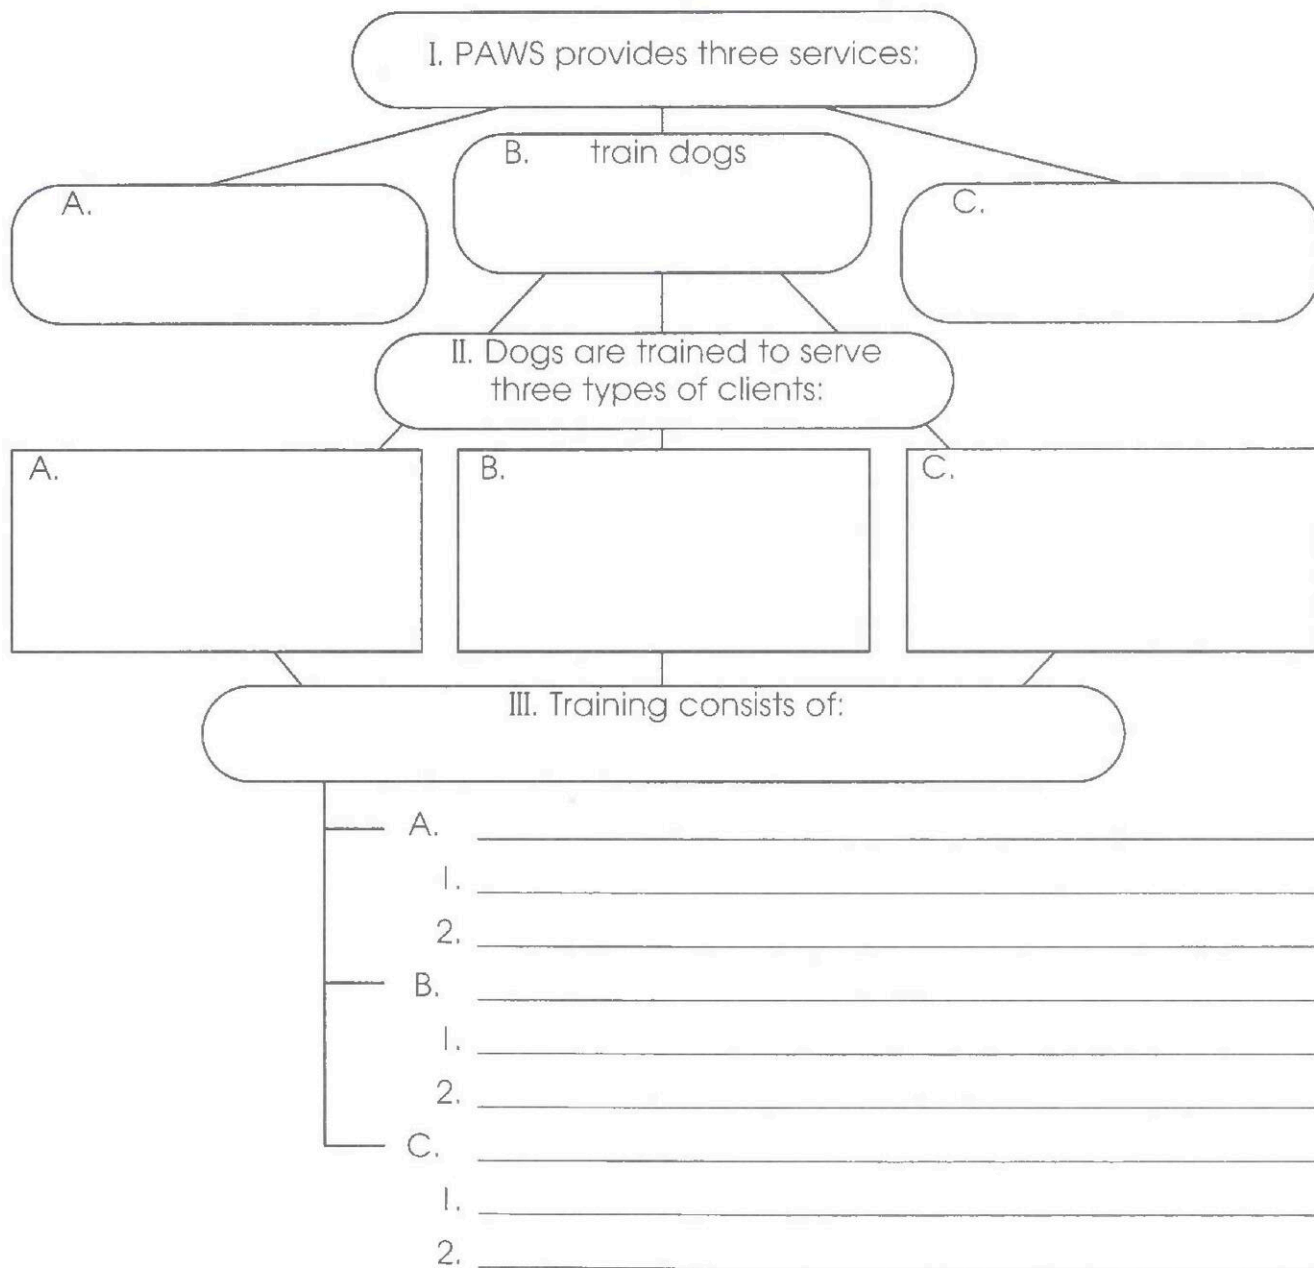 I. PAWS provides three services:
A.
B. train dogs
C.
II. Dogs are trained to serve
three types of clients:
A.
B.
C.
III. Training consists of:
A.
1.
2.
B.
1.
2.
C.
1.
2.